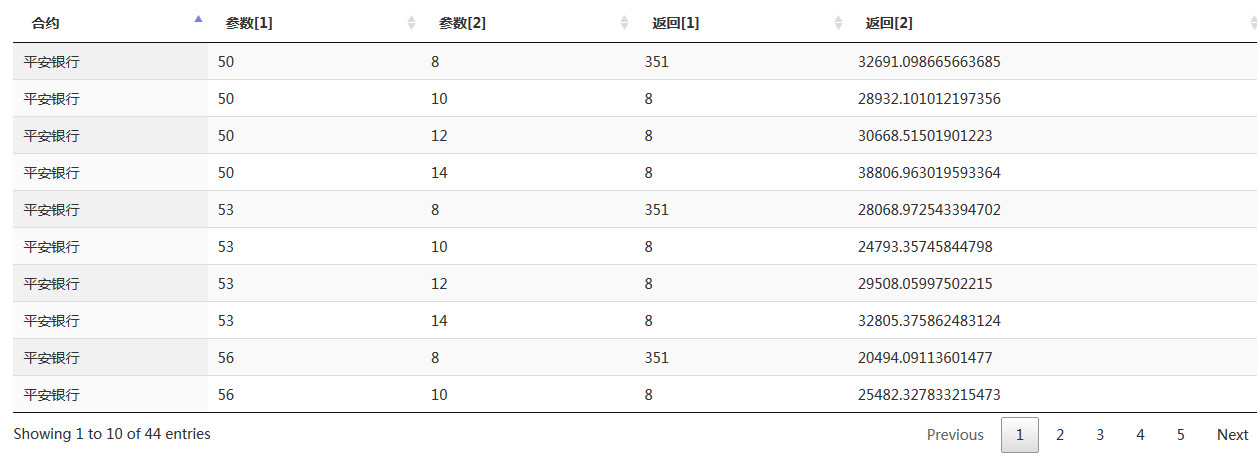 合约 参数[1] 参数[2] 返回[1] 返回[2]
平安银行 50 8 351 32691.098665663685
平安银行 50 10 8 28932.101012197356
平安银行 50 12 8 30668.51501901223
平安银行 50 14 8 38806.963019593364
平安银行 53 8 351 28068.972543394702
平安银行 53 10 8 24793.35745844798
平安银行 53 12 8 29508.05997502215
平安银行 53 14 8 32805.375862483124
平安银行 56 8 351 20494.09113601477
平安银行 56 10 8 25482.327833215473
Showing 1 to 10 of 44 entries Previous 1 2 3 4 5 Next